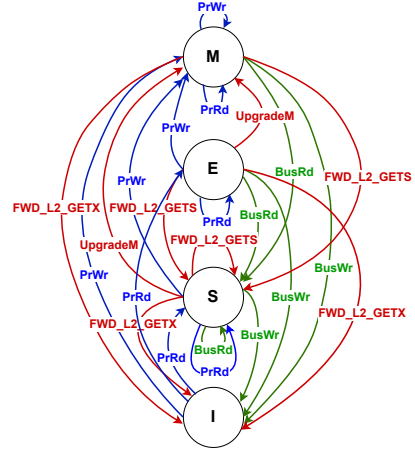 PrWr
M
PrRd
UpgradeM
PrWr
E
BusRd
FWD_L2_GETS
PrWr
FWD_L2_GETX
FWD_L2_GETS
PrRd
BusRd
UpgradeM
FWD_L2_GETS
PrWr
BusWr
PrRd
S
BusWr
FWD_L2_GETX
FWD_L2_GETX
BusWr
BusRd
PrRd
PrRd
I